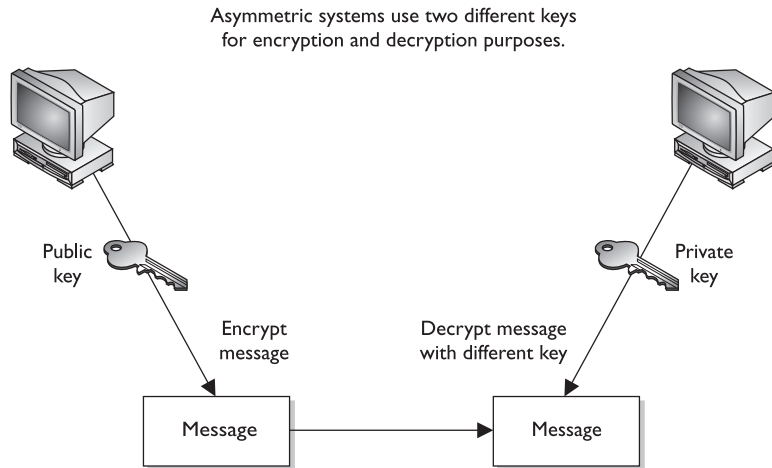 Asymmetric systems use two different keys
for encryption and decryption purposes.
Public
key
Private
key
Encrypt
message
Decrypt message
with different key
Message
Message